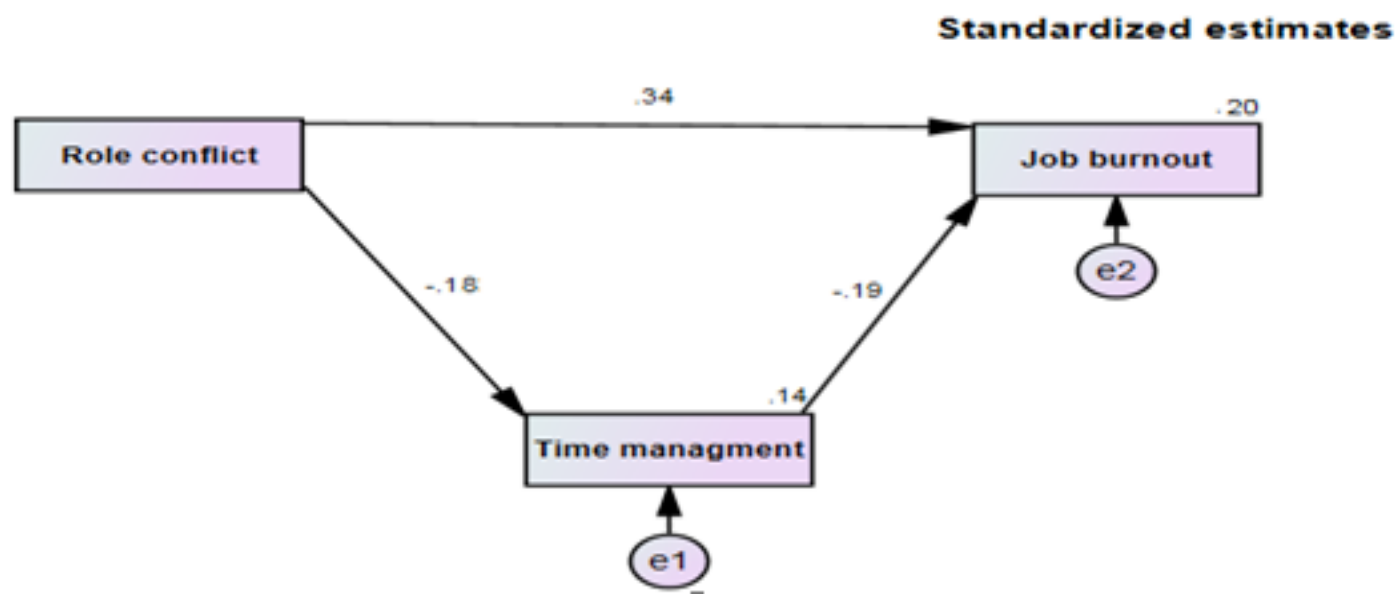 Standardized estimates
.34
.20
Role conflict
Job burnout
e2
-.18
-.19
.14
Time managment
e1